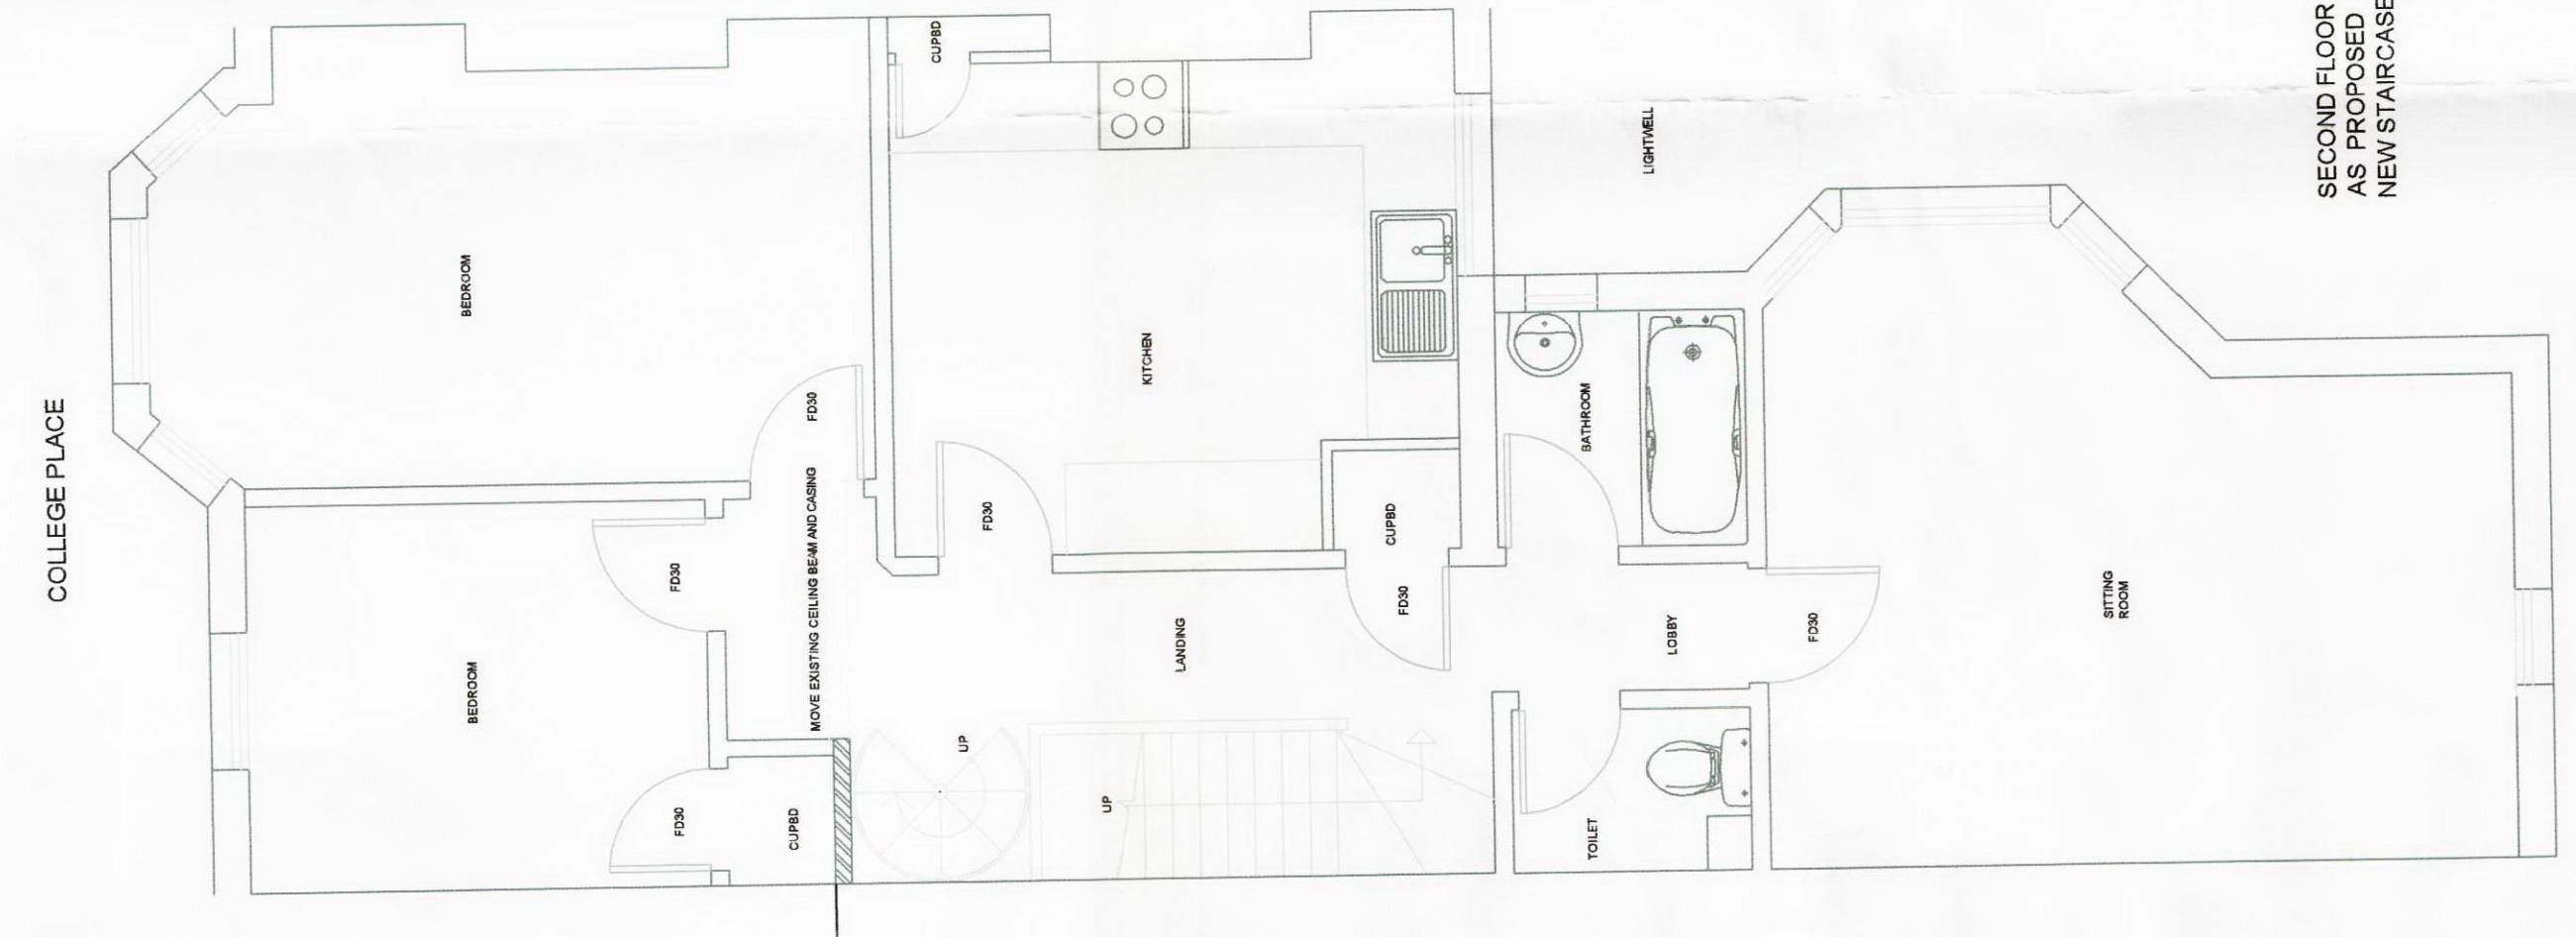 COLLEGE PLACE
BEDROOM
BEDROOM
FD30
FD30
FD30
CUPBD
MOVE EXISTING CEILING BEAM AND CASING
CUPBD
KITCHEN
FD30
UP
UP
LANDING
CUPBD
FD30
LIGHTWELL
BATHROOM
LOBBY
TOILET
FD30
SITTING
ROOM
SECOND FLOOR
AS PROPOSED
NEW STAIRCASE